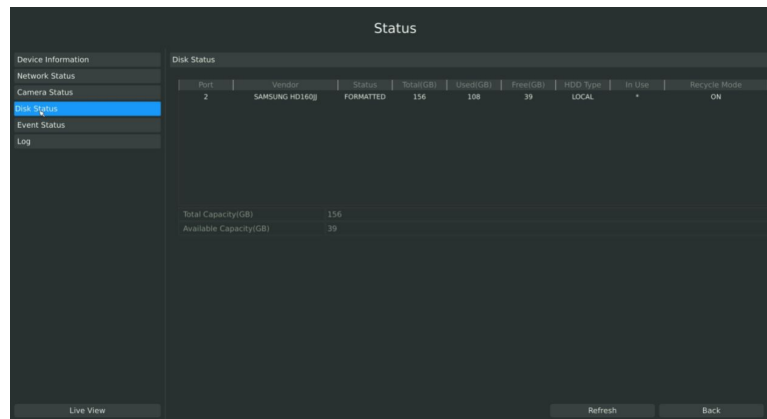 Status
Device Information
Network Status
Camera Status
Disk Status
Event Status
Log
Disk Status
Port Vendor Status Total(GB) Used(GB) Free(GB) HDD Type In Use Recycle Mode
2 SAMSUNG HD160JJ FORMATTED 156 108 39 LOCAL * ON
Total Capacity(GB) 156
Available Capacity(GB) 39
Live View Refresh Back